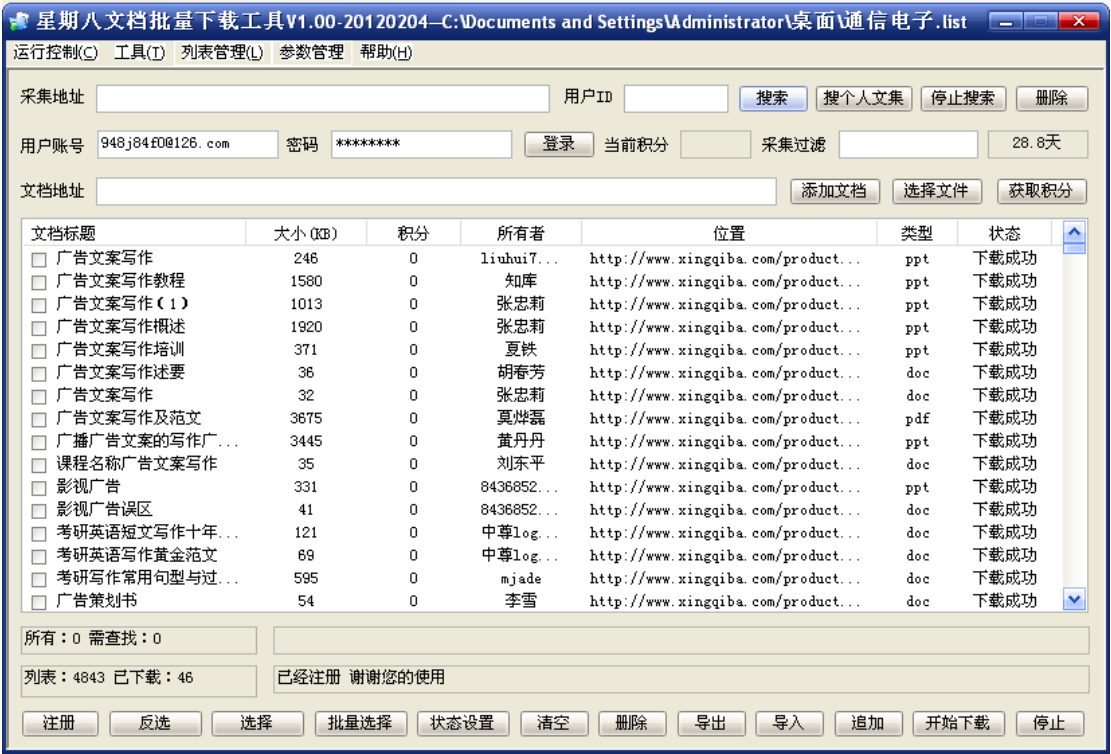 星期八文档批量下载工具V1.00-20120204—C:\Documents and Settings\Administrator\桌面\通信电子.list
运行控制(C) 工具(T) 列表管理(L) 参数管理 帮助(H)
采集地址 用户ID 搜索 搜个人文集 停止搜索 删除
用户账号 948j84f0@126.com 密码 ******** 登录 当前积分 采集过滤 28.8天
文档地址 添加文档 选择文件 获取积分
文档标题 大小(KB) 积分 所有者 位置 类型 状态
广告文案写作 246 0 liuhui7... http://www.xingqiba.com/product... ppt 下载成功
广告文案写作教程 1580 0 知库 http://www.xingqiba.com/product... ppt 下载成功
广告文案写作(1) 1013 0 张忠莉 http://www.xingqiba.com/product... ppt 下载成功
广告文案写作概述 1920 0 张忠莉 http://www.xingqiba.com/product... ppt 下载成功
广告文案写作培训 371 0 夏铁 http://www.xingqiba.com/product... ppt 下载成功
广告文案写作述要 36 0 胡春芳 http://www.xingqiba.com/product... doc 下载成功
广告文案写作 32 0 张忠莉 http://www.xingqiba.com/product... doc 下载成功
广告文案写作及范文 3675 0 莫烨磊 http://www.xingqiba.com/product... pdf 下载成功
广播广告文案的写作广... 3445 0 黄丹丹 http://www.xingqiba.com/product... ppt 下载成功
课程名称广告文案写作 35 0 刘东平 http://www.xingqiba.com/product... doc 下载成功
影视广告 331 0 8436852... http://www.xingqiba.com/product... ppt 下载成功
影视广告误区 41 0 8436852... http://www.xingqiba.com/product... doc 下载成功
考研英语短文写作十年... 121 0 中尊log... http://www.xingqiba.com/product... doc 下载成功
考研英语写作黄金范文 69 0 中尊log... http://www.xingqiba.com/product... doc 下载成功
考研写作常用句型与过... 595 0 mjade http://www.xingqiba.com/product... doc 下载成功
广告策划书 54 0 李雪 http://www.xingqiba.com/product... doc 下载成功
所有:0 需查找:0
列表:4843 已下载:46 已经注册 谢谢您的使用
注册 反选 选择 批量选择 状态设置 清空 删除 导出 导入 追加 开始下载 停止